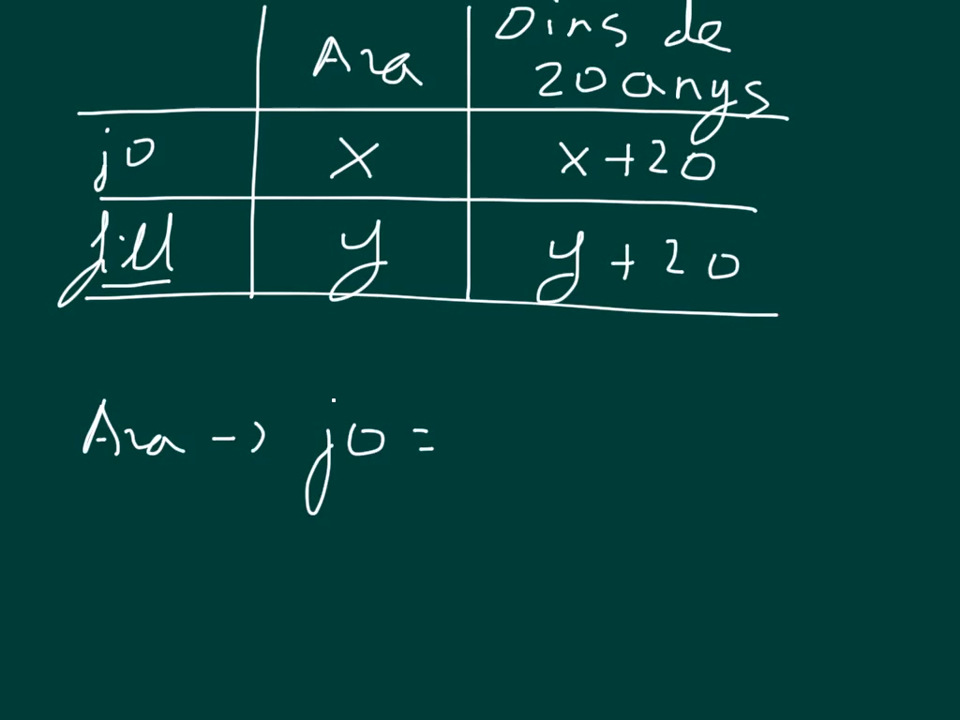 Ara Dins de 20 anys
jo x x+20
fill y y+20
Ara -> jo =